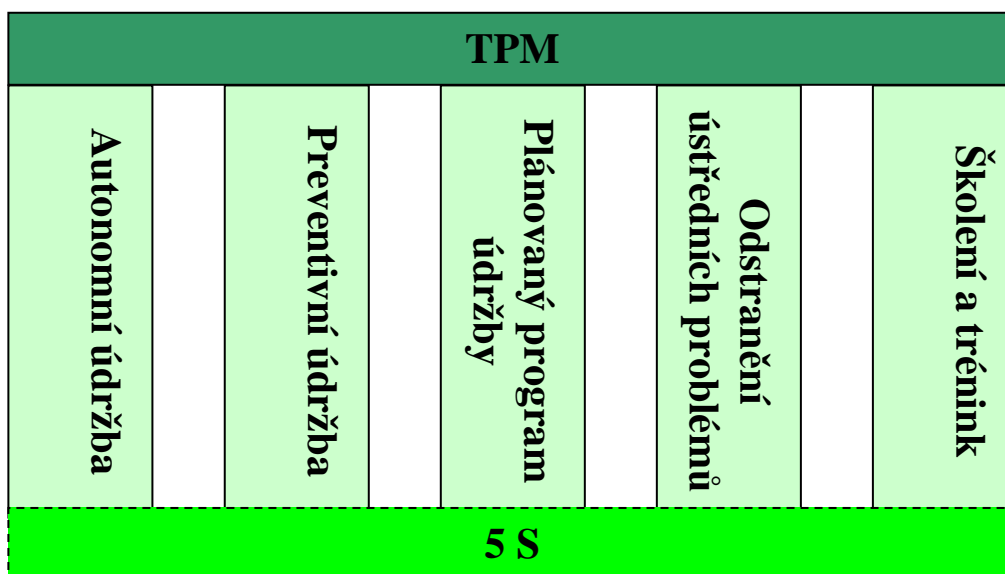 TPM
Autonomní údržba
Preventivní údržba
Plánovaný program
údržby
Odstranění
ústředních problémů
Školení a trénink
5 S